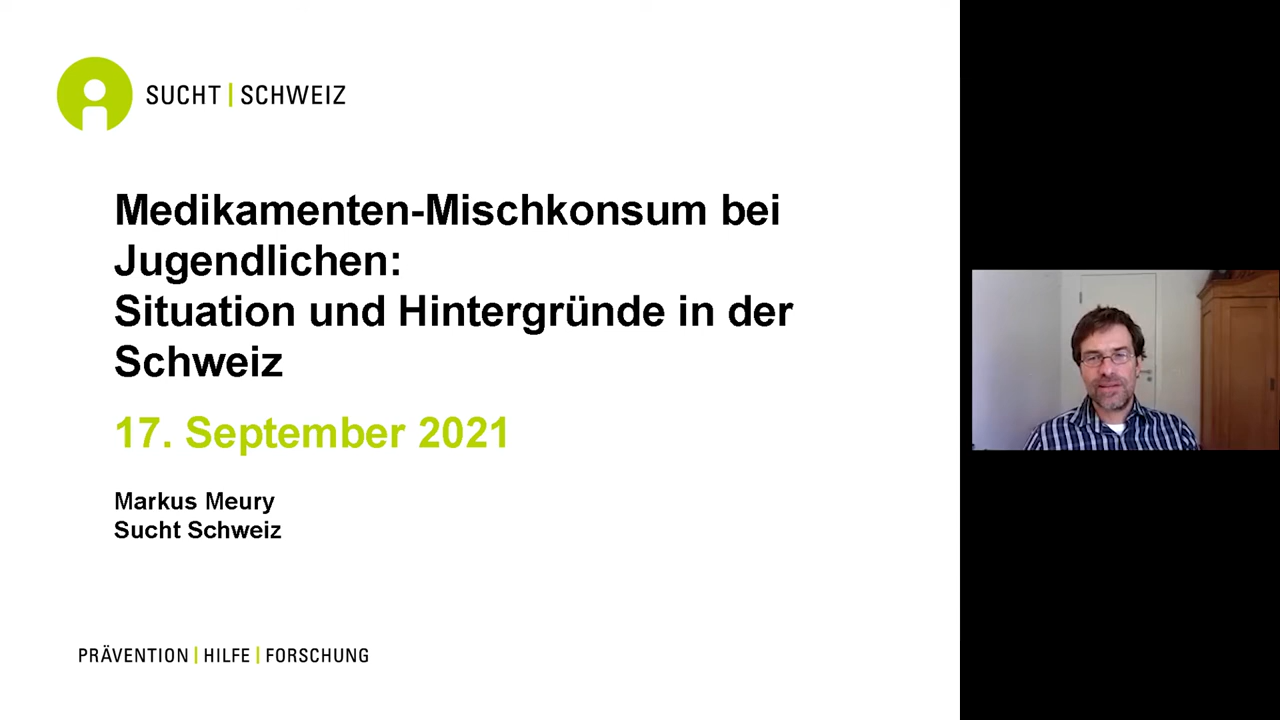 SUCHT | SCHWEIZ
Medikamenten-Mischkonsum bei
Jugendlichen:
Situation und Hintergründe in der
Schweiz
17. September 2021
Markus Meury
Sucht Schweiz
PRÄVENTION | HILFE | FORSCHUNG